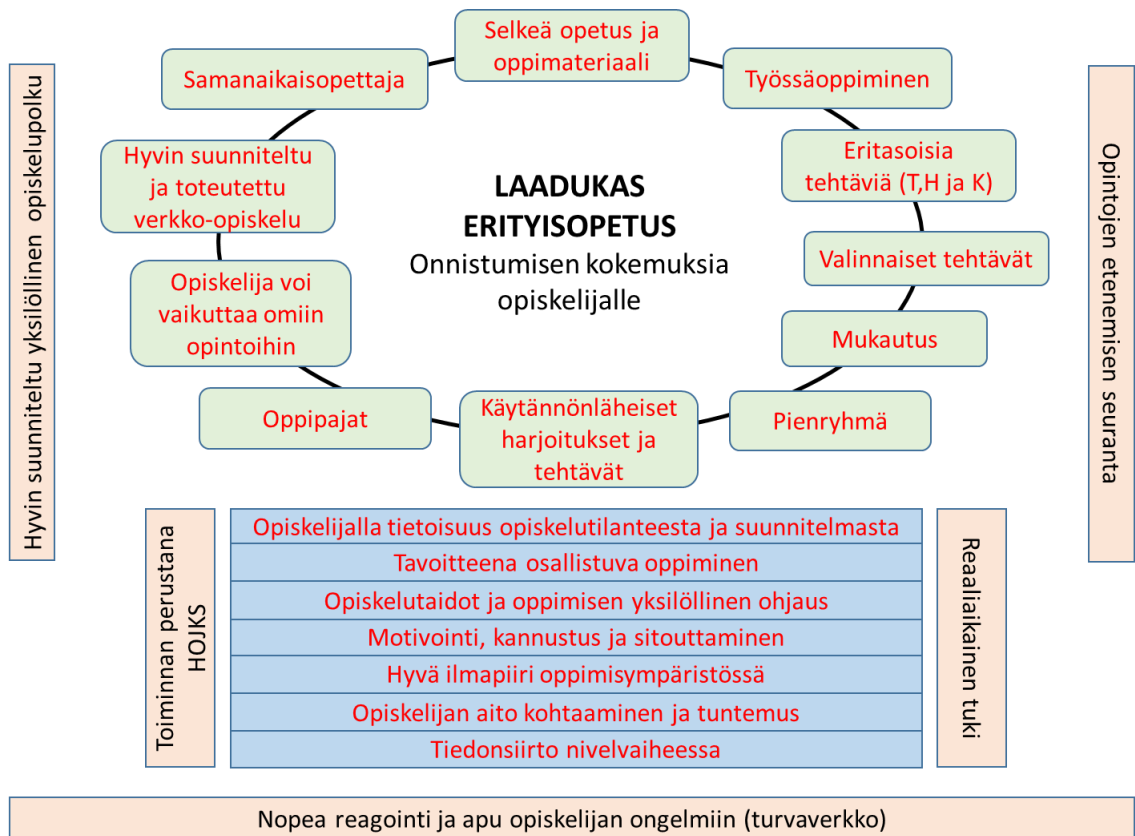 Selkeä opetus ja
oppimateriaali
Samanaikaisopettaja
Työssäoppiminen
Hyvin suunniteltu
ja toteutettu
verkko-opiskelu
Eritasoisia
tehtäviä (T,H ja K)
LAADUKAS
ERITYISOPETUS
Onnistumisen kokemuksia
opiskelijalle
Valinnaiset tehtävät
Opiskelija voi
vaikuttaa omiin
opintoihin
Mukautus
Oppipajat
Käytännönläheiset
harjoitukset ja
tehtävät
Pienryhmä
Hyvin suunniteltu yksilöllinen opiskelupolku
Opintojen etenemisen seuranta
Toiminnan perustana
HOJKS
Opiskelijalla tietoisuus opiskelutilanteesta ja suunnitelmasta
Tavoitteena osallistuva oppiminen
Opiskelutaidot ja oppimisen yksilöllinen ohjaus
Motivointi, kannustus ja sitouttaminen
Hyvä ilmapiiri oppimisympäristössä
Opiskelijan aito kohtaaminen ja tuntemus
Tiedonsiirto nivelvaiheessa
Reaaliaikainen tuki
Nopea reagointi ja apu opiskelijan ongelmiin (turvaverkko)